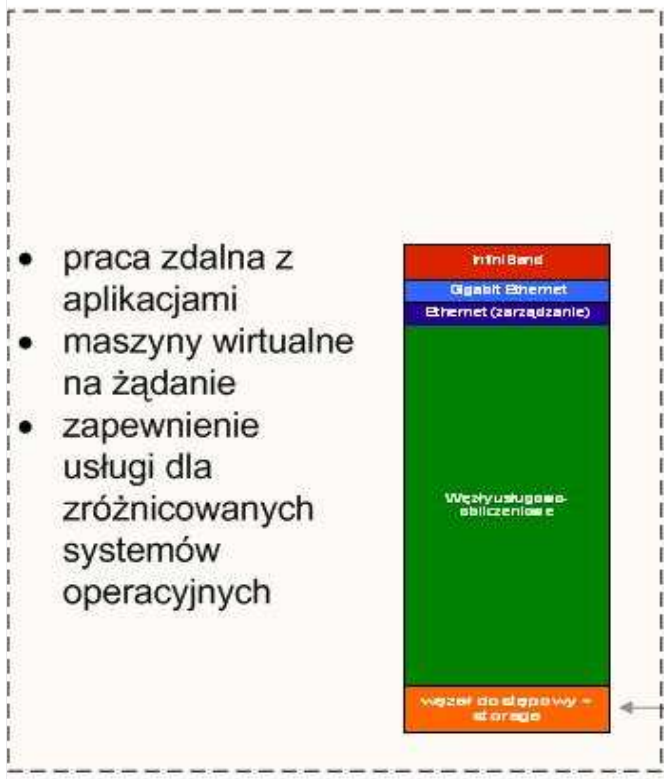 • praca zdalna z
aplikacjami
• maszyny wirtualne
na żądanie
• zapewnienie
usługi dla
zróżnicowanych
systemów
operacyjnych
InfiniBand
Gigabit Ethernet
Ethernet (zarządzanie)
Węzły usługowo-
obliczeniowe
węzeł dostępowy +
storage